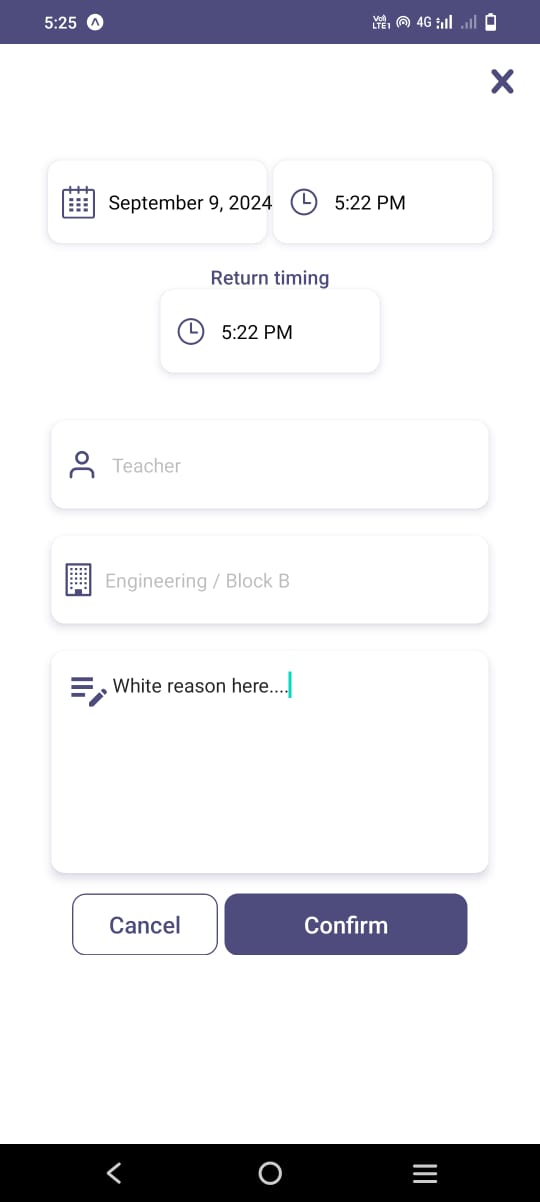 5:25 Vo) LTE1 4G
September 9, 2024 5:22 PM
Return timing
5:22 PM
Teacher
Engineering / Block B
White reason here....
Cancel Confirm